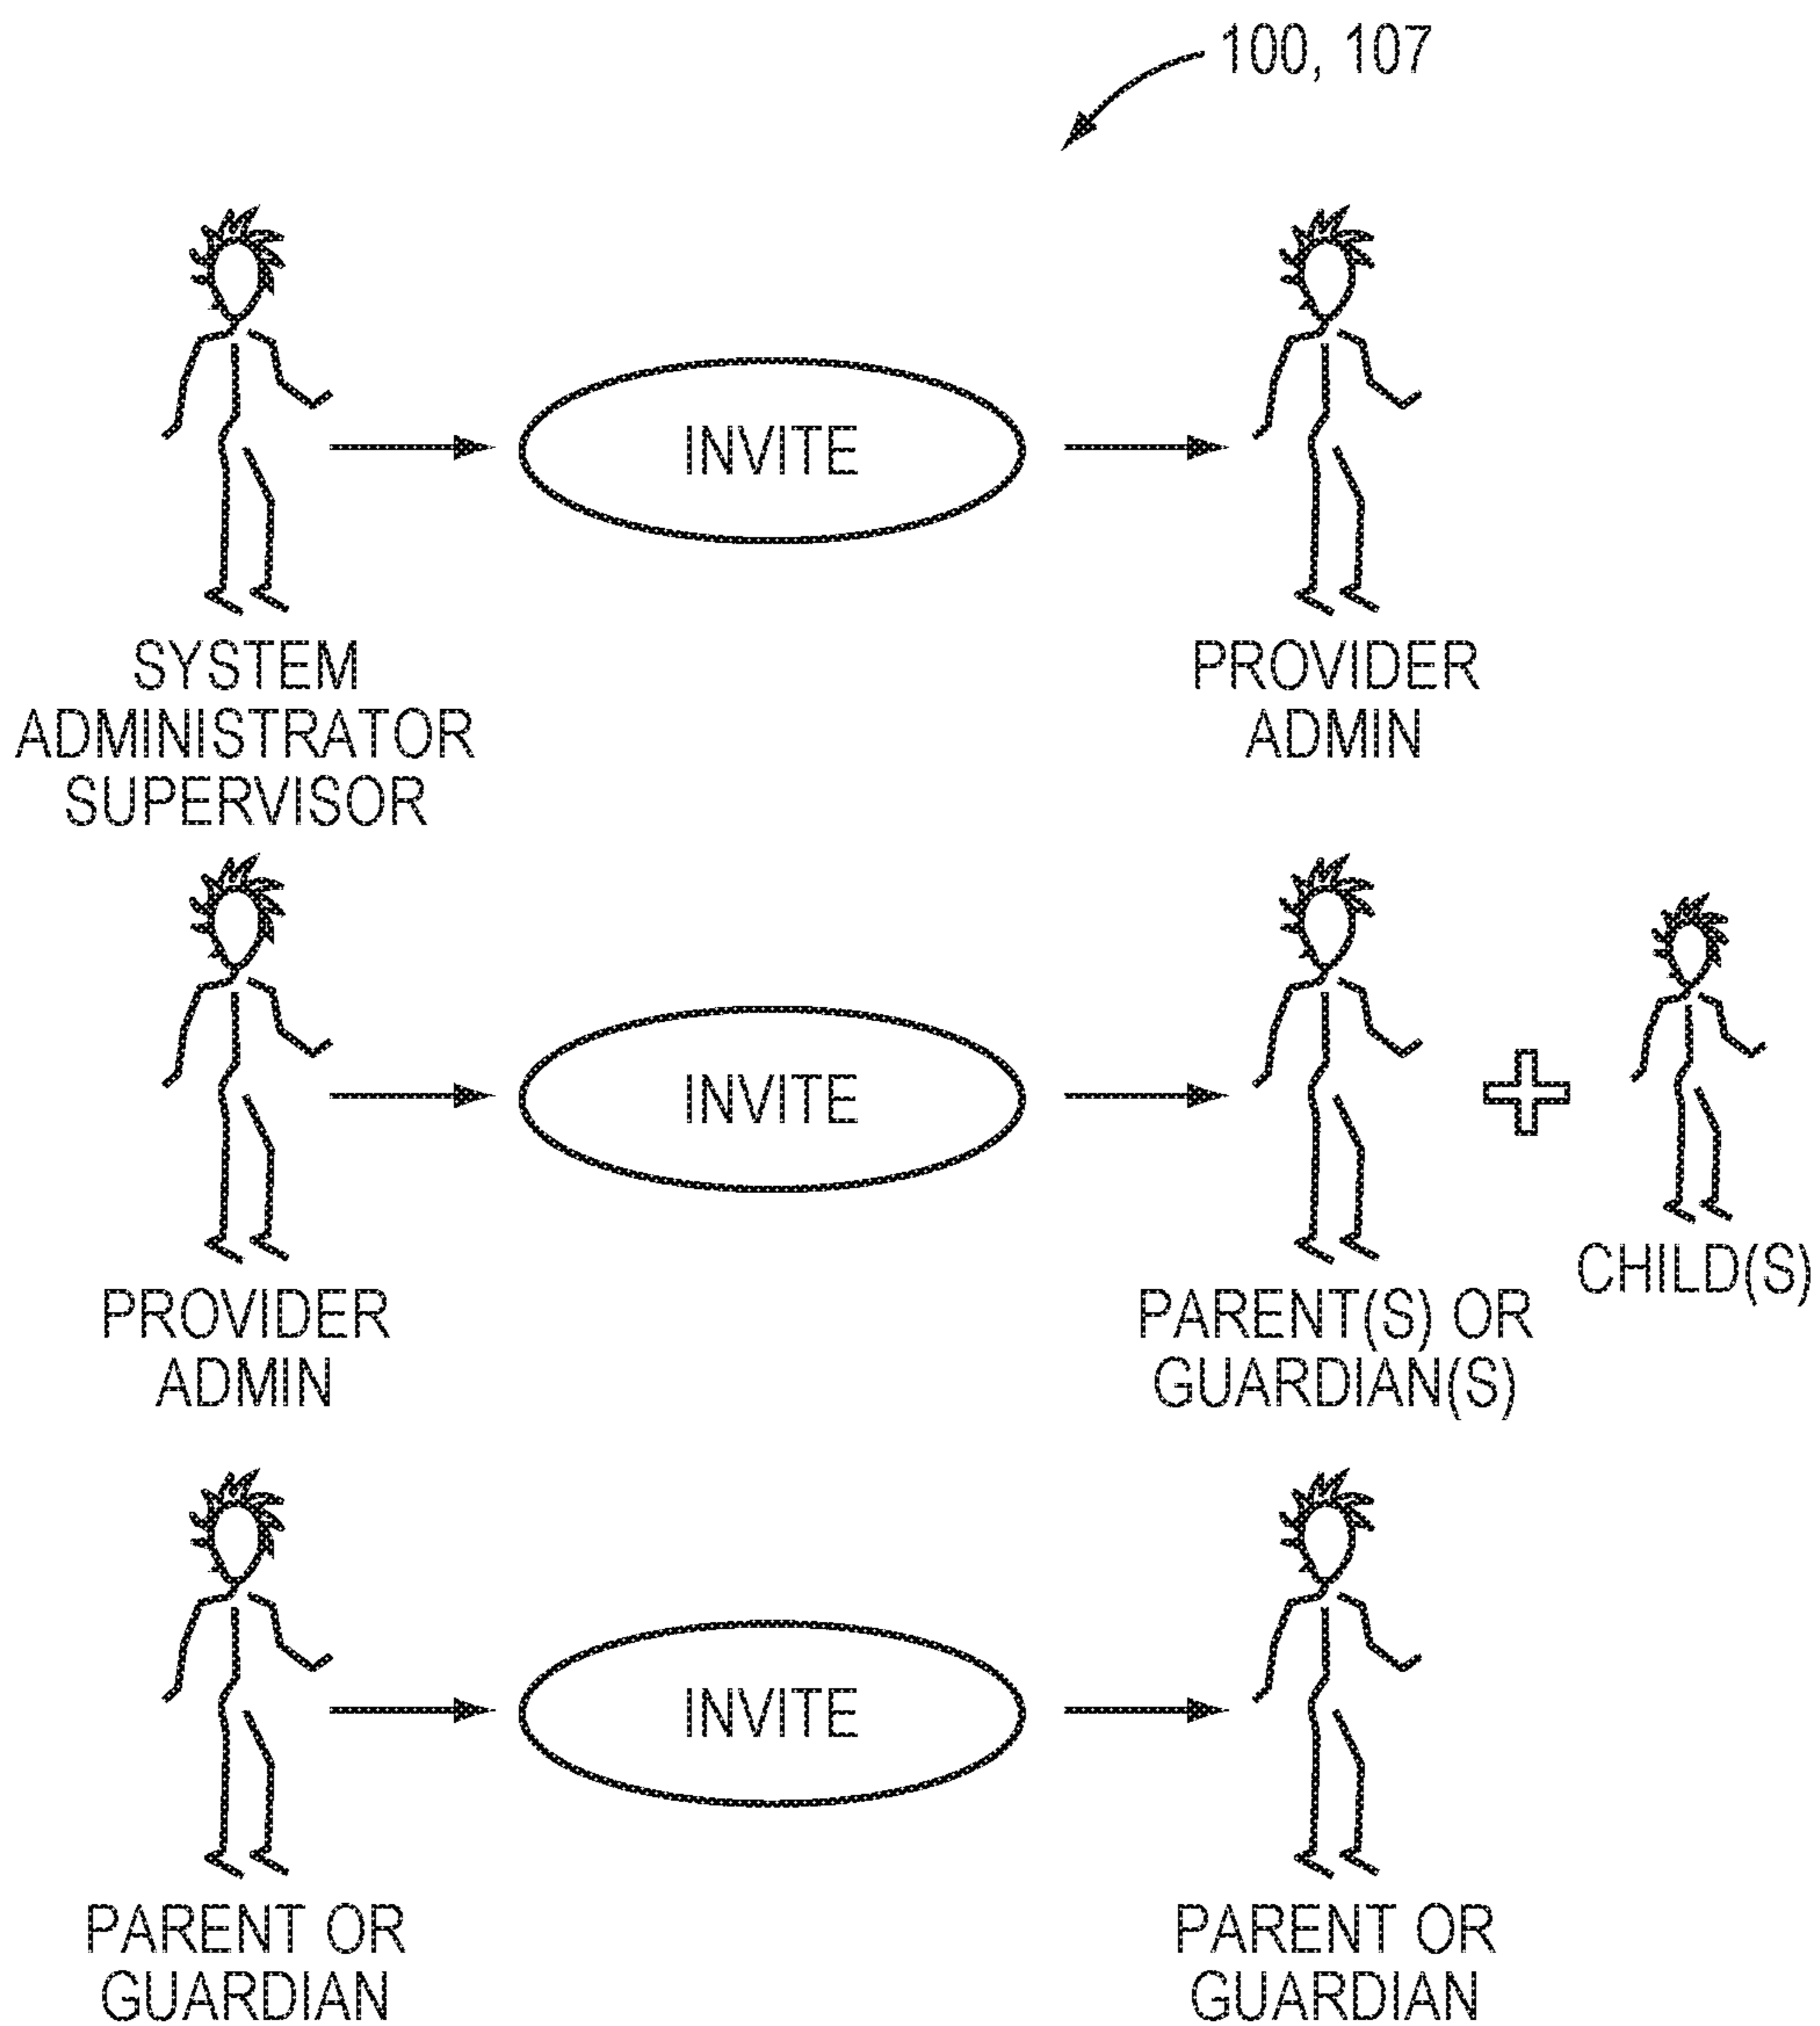 100, 107
INVITE
SYSTEM
ADMINISTRATOR
SUPERVISOR
PROVIDER
ADMIN
INVITE
PROVIDER
ADMIN
PARENT(S) OR
GUARDIAN(S)
CHILD(S)
INVITE
PARENT OR
GUARDIAN
PARENT OR
GUARDIAN